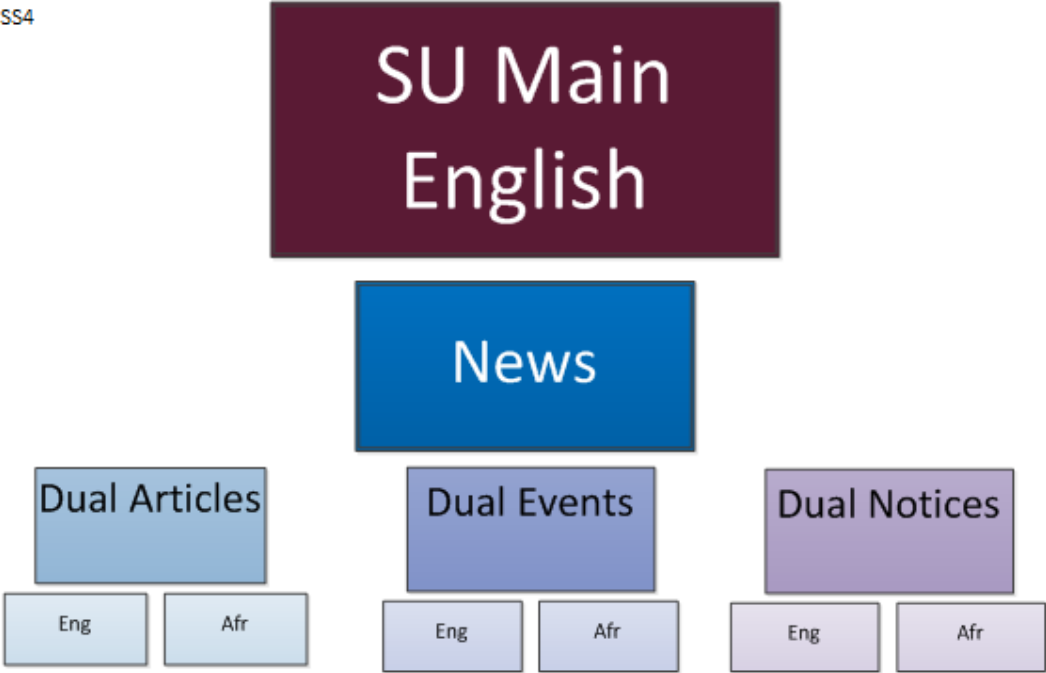 SS4
SU Main
English
News
Dual Articles
Dual Events
Dual Notices
Eng
Afr
Eng
Afr
Eng
Afr